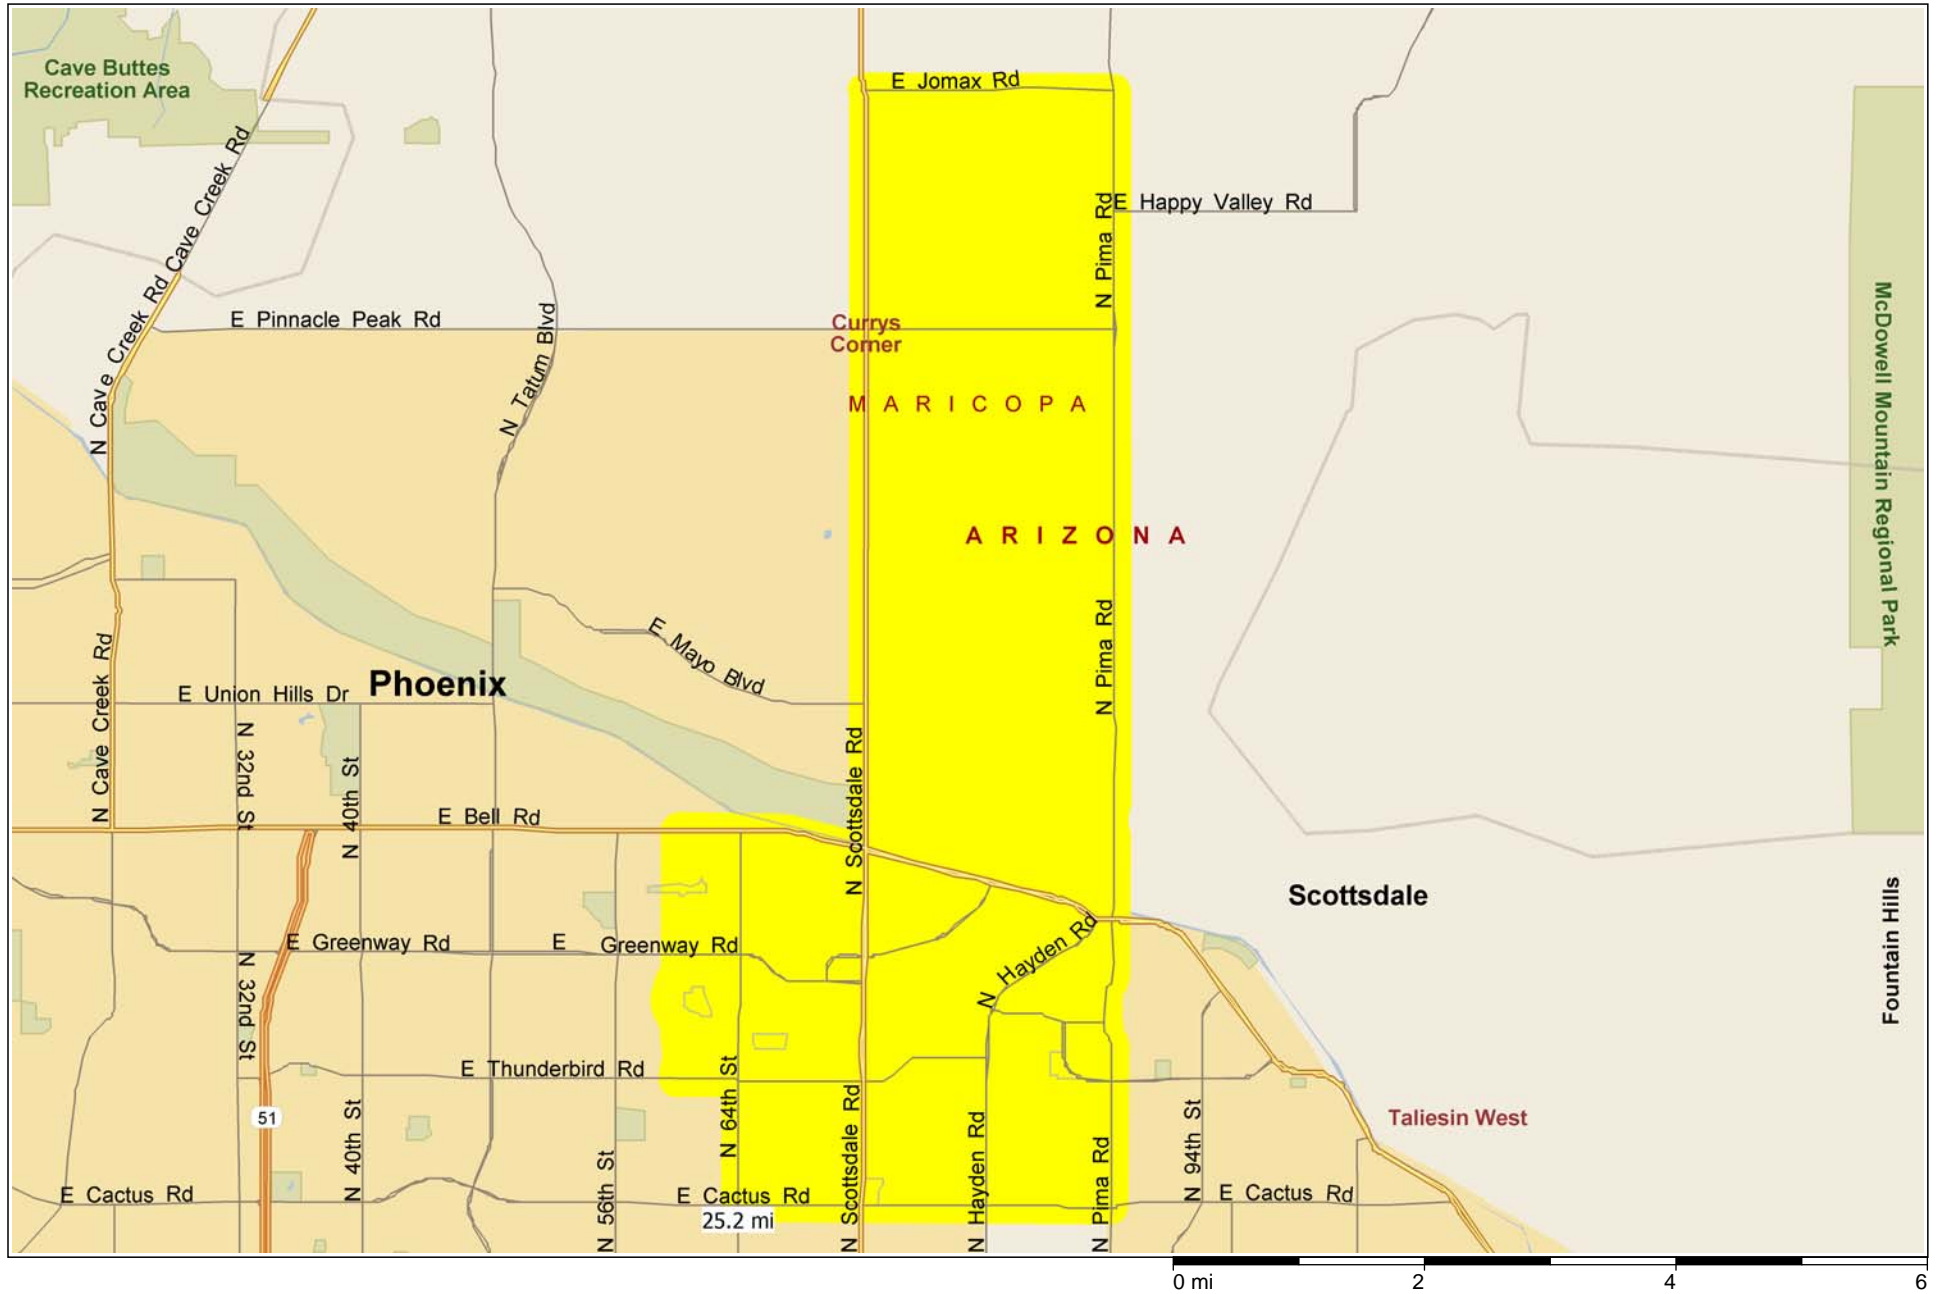 E Jomax Rd
Cave Buttes
Recreation Area
N Cave Creek Rd Cave Creek Rd
E Happy Valley Rd
N Pima Rd
E Pinnacle Peak Rd
N Tatum Blvd
Currys
Corner
MARICOPA
ARIZONA
McDowell Mountain Regional Park
N Pima Rd
E Mayo Blvd
N Cave Creek Rd
Phoenix
E Union Hills Dr
N 32nd St
N 40th St
N Scottsdale Rd
E Bell Rd
Scottsdale
Fountain Hills
E Greenway Rd
E Greenway Rd
N Hayden Rd
N 32nd St
E Thunderbird Rd
N 64th St
51
Taliesin West
N 40th St
N 56th St
N Scottsdale Rd
N Hayden Rd
N Pima Rd
N 94th St
E Cactus Rd
E Cactus Rd
E Cactus Rd
25.2 mi
0 mi 2 4 6